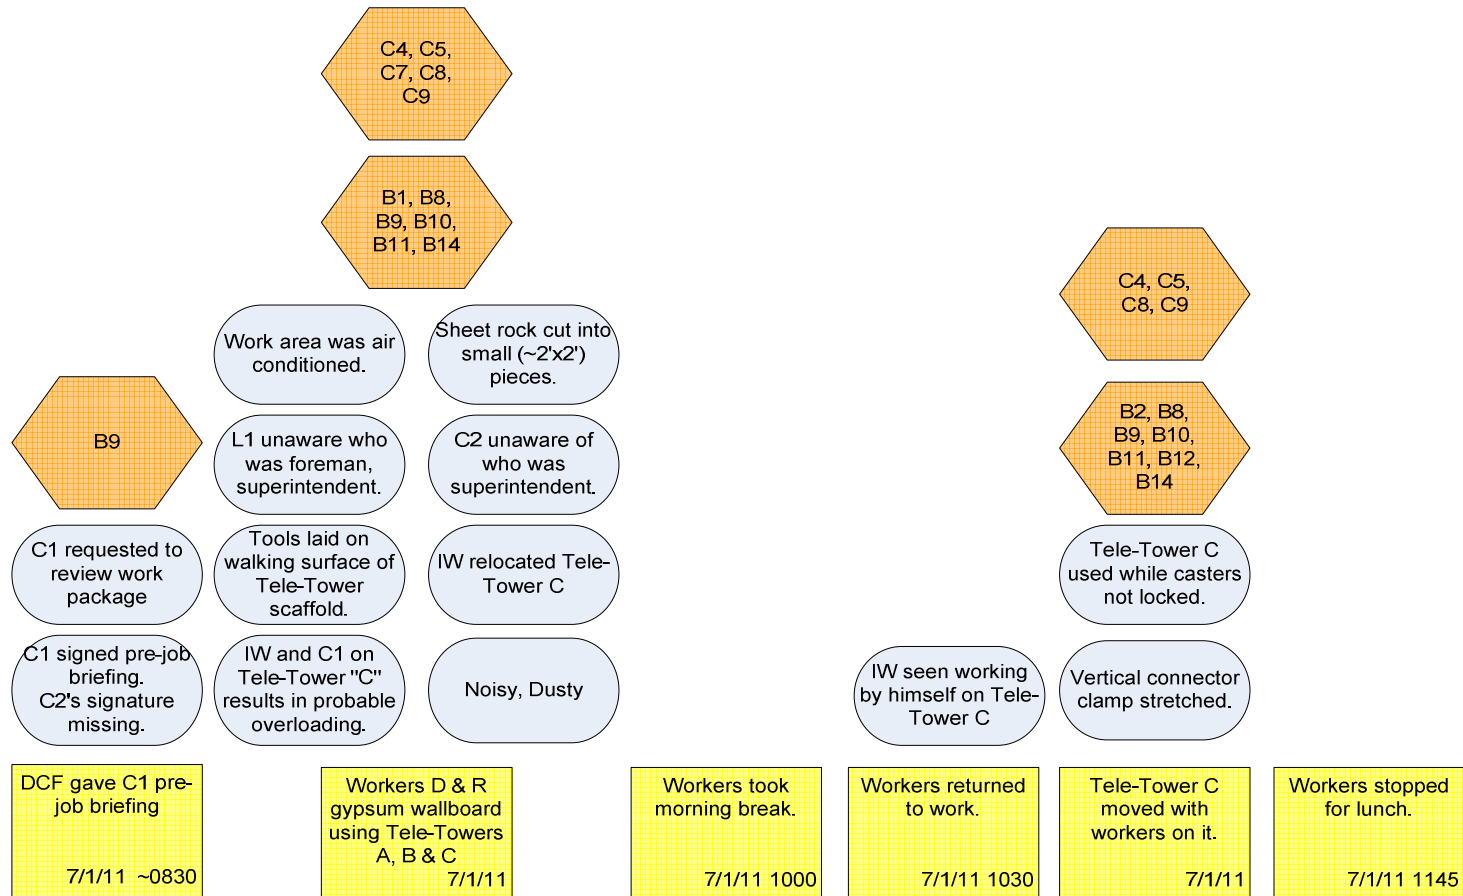 C4, C5,
C7, C8,
C9
B1, B8,
B9, B10,
B11, B14
C4, C5,
C8, C9
Work area was air
conditioned.
Sheet rock cut into
small (~2'x2')
pieces.
B9
L1 unaware who
was foreman,
superintendent.
C2 unaware of
who was
superintendent.
B2, B8,
B9, B10,
B11, B12,
B14
C1 requested to
review work
package
Tools laid on
walking surface of
Tele-Tower
scaffold.
IW relocated Tele-
Tower C
Tele-Tower C
used while casters
not locked.
C1 signed pre-job
briefing.
C2's signature
missing.
IW and C1 on
Tele-Tower "C"
results in probable
overloading.
Noisy, Dusty
IW seen working
by himself on Tele-
Tower C
Vertical connector
clamp stretched.
DCF gave C1 pre-
job briefing
7/1/11 ~0830
Workers D & R
gypsum wallboard
using Tele-Towers
A, B & C
7/1/11
Workers took
morning break.
7/1/11 1000
Workers returned
to work.
7/1/11 1030
Tele-Tower C
moved with
workers on it.
7/1/11
Workers stopped
for lunch.
7/1/11 1145